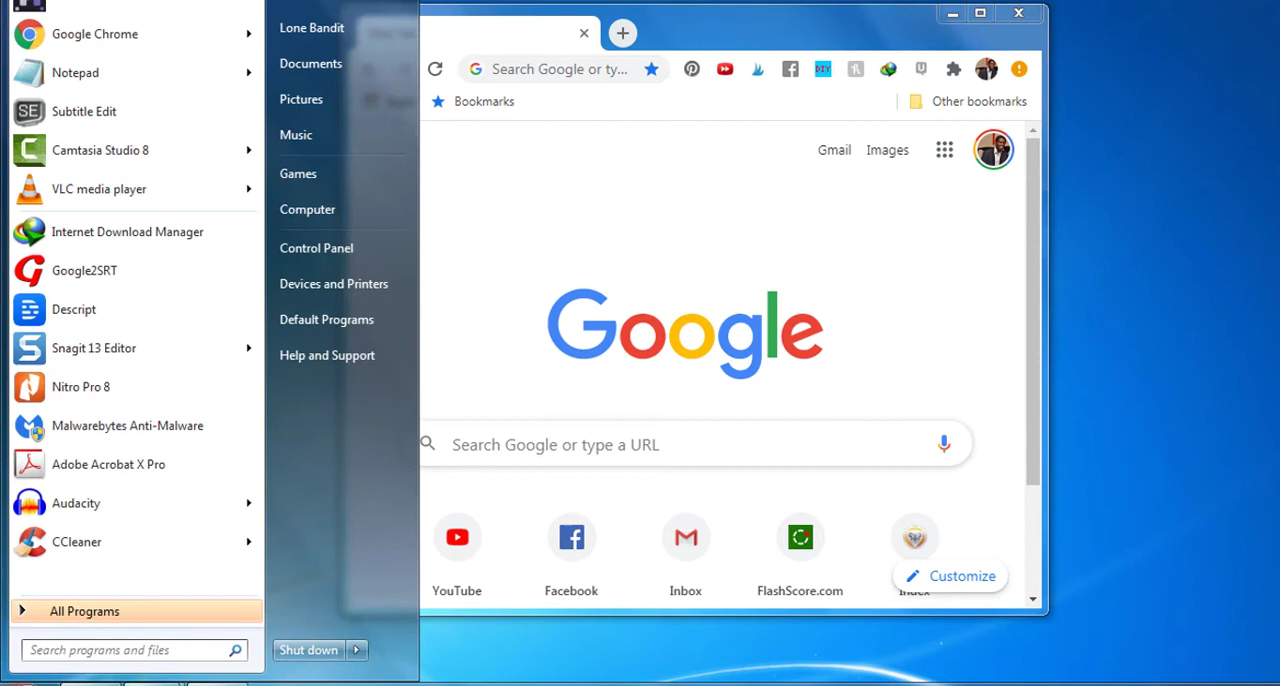 Google Chrome
Notepad
SE
Subtitle Edit
Camtasia Studio 8
VLC media player
Internet Download Manager
Google2SRT
Descript
Snagit 13 Editor
Nitro Pro 8
Malwarebytes Anti-Malware
Adobe Acrobat X Pro
Audacity
CCleaner
All Programs
Search programs and files
Lone Bandit
Documents
Pictures
Music
Games
Computer
Control Panel
Devices and Printers
Default Programs
Help and Support
Shut down
Search Google or ty...
DIY
Bookmarks
Other bookmarks
Gmail
Images
Google
Search Google or type a URL
YouTube
Facebook
Inbox
FlashScore.com
Index
Customize